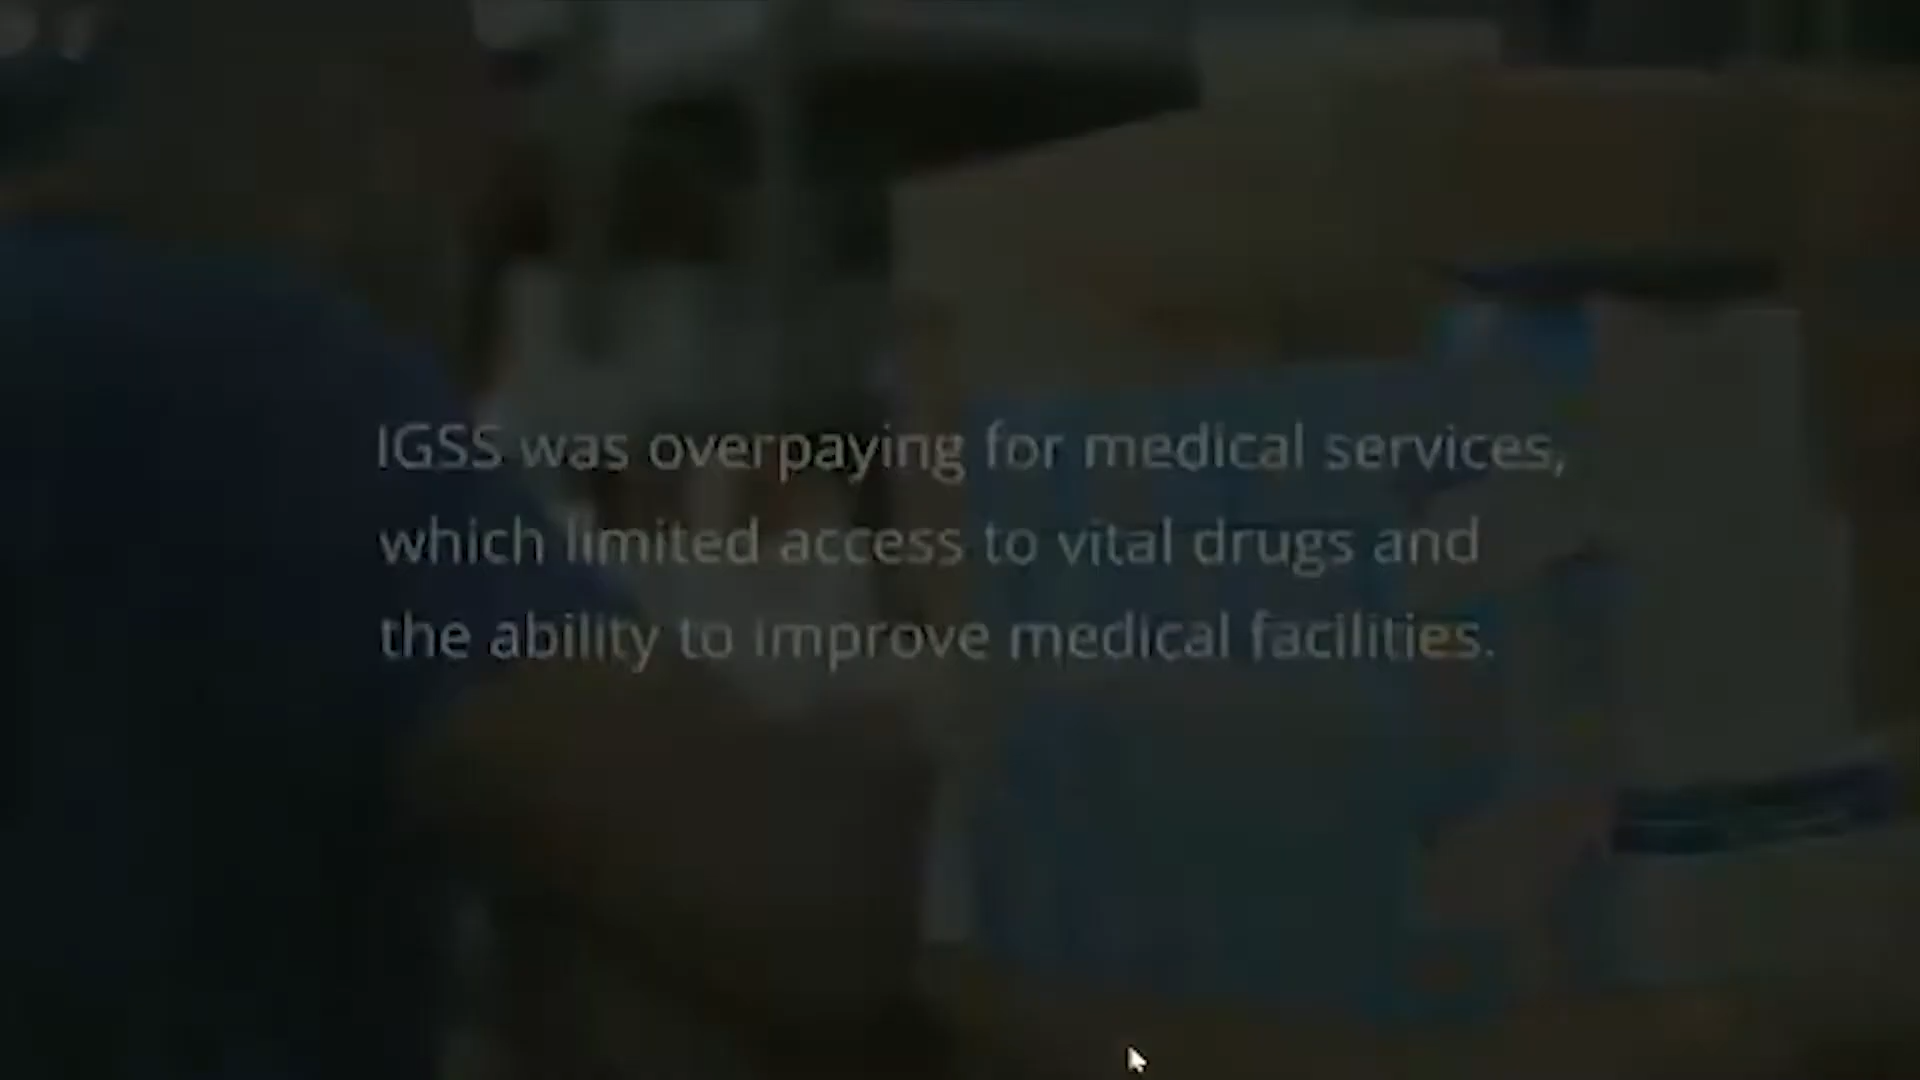 IGSS was overpaying for medical services,
which limited access to vital drugs and
the ability to improve medical facilities.